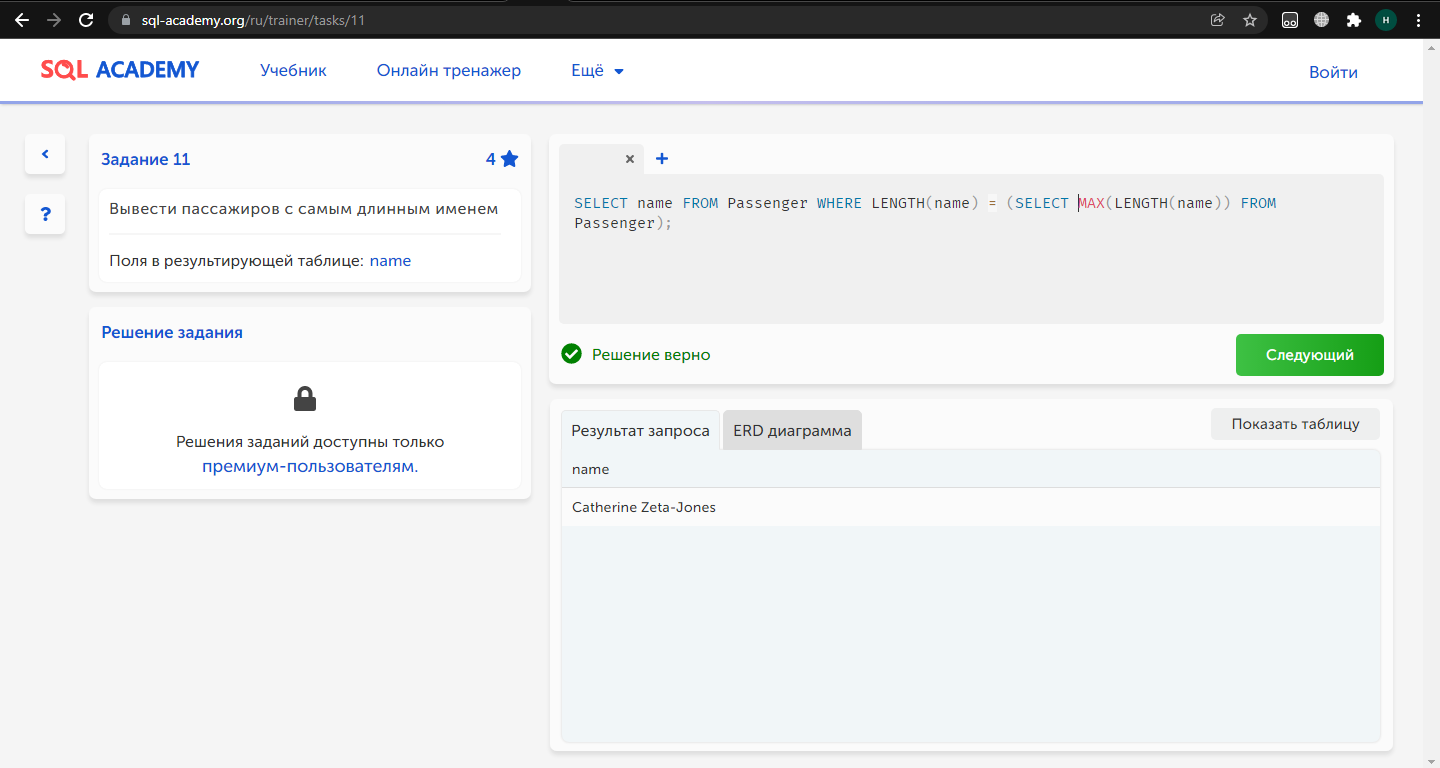 sql-academy.org/ru/trainer/tasks/11
H
SQL ACADEMY
Учебник
Онлайн тренажер
Ещё
Войти
Задание 11
4
?
Вывести пассажиров с самым длинным именем
Поля в результирующей таблице: name
Решение задания
Решения заданий доступны только
премиум-пользователям.
SELECT name FROM Passenger WHERE LENGTH(name) = (SELECT MAX(LENGTH(name)) FROM
Passenger);
Решение верно
Следующий
Результат запроса
ERD диаграмма
Показать таблицу
name
Catherine Zeta-Jones